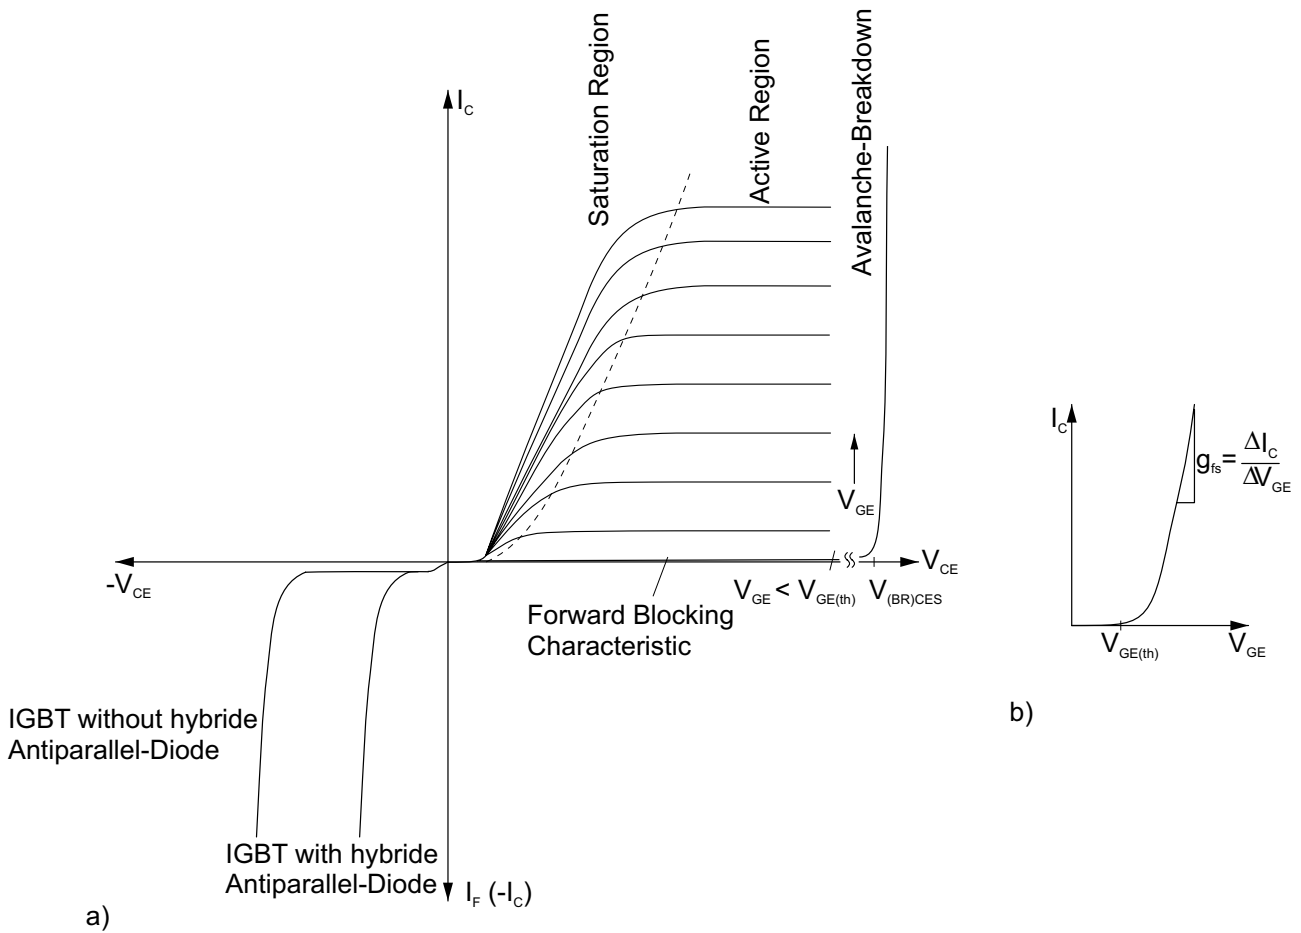 I_C
Saturation Region
Active Region
Avalanche-Breakdown
V_GE
-V_CE
V_CE
V_GE < V_GE(th)
V_(BR)CES
Forward Blocking
Characteristic
IGBT without hybride
Antiparallel-Diode
IGBT with hybride
Antiparallel-Diode
I_F (-I_C)
a)
I_C
g_fs = ΔI_C / ΔV_GE
V_GE(th)
V_GE
b)